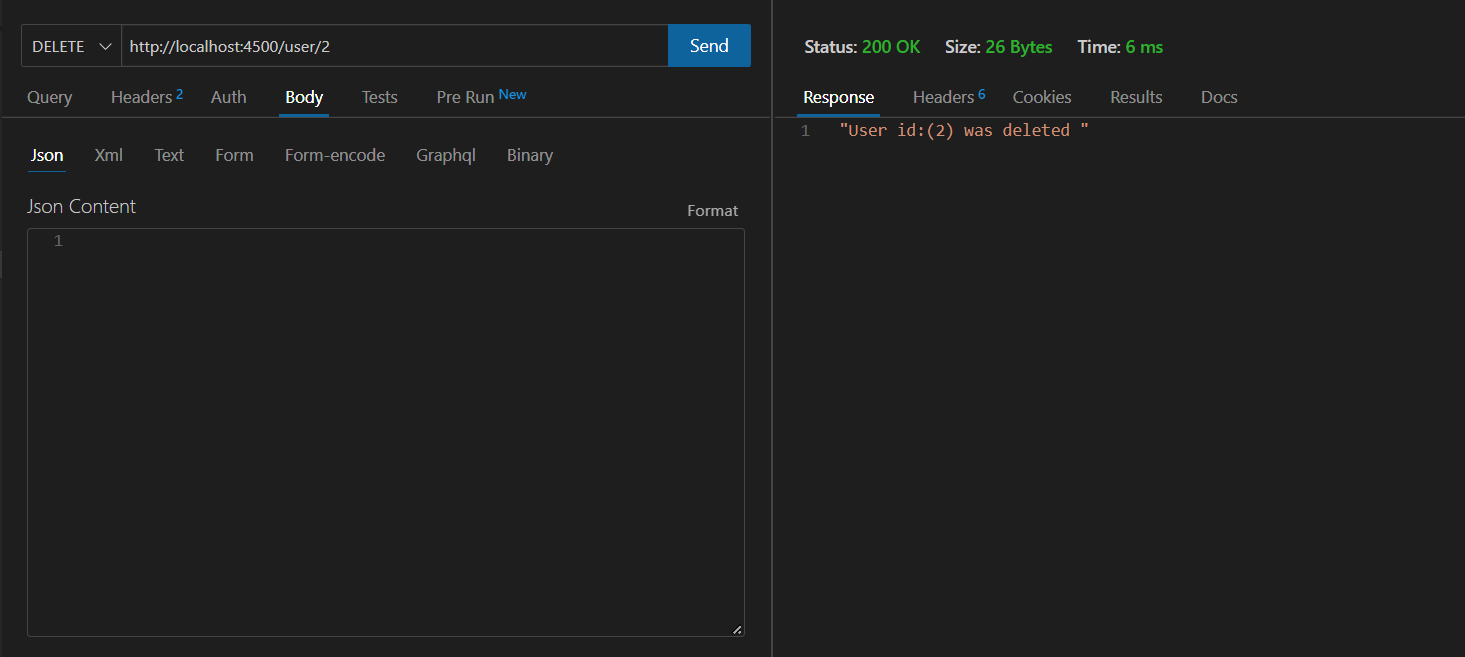 DELETE http://localhost:4500/user/2 Send
Query Headers 2 Auth Body Tests Pre Run New
Json Xml Text Form Form-encode Graphql Binary
Json Content
Format
1
Status: 200 OK Size: 26 Bytes Time: 6 ms
Response Headers 6 Cookies Results Docs
1 "User id:(2) was deleted "